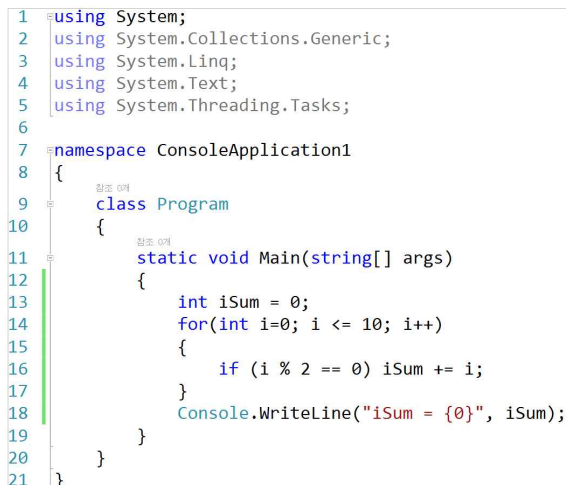 1 using System;
2 using System.Collections.Generic;
3 using System.Linq;
4 using System.Text;
5 using System.Threading.Tasks;
6
7 namespace ConsoleApplication1
8 {
참조 0개
9 class Program
10 {
참조 0개
11 static void Main(string[] args)
12 {
13 int iSum = 0;
14 for(int i=0; i <= 10; i++)
15 {
16 if (i % 2 == 0) iSum += i;
17 }
18 Console.WriteLine("iSum = {0}", iSum);
19 }
20 }
21 }